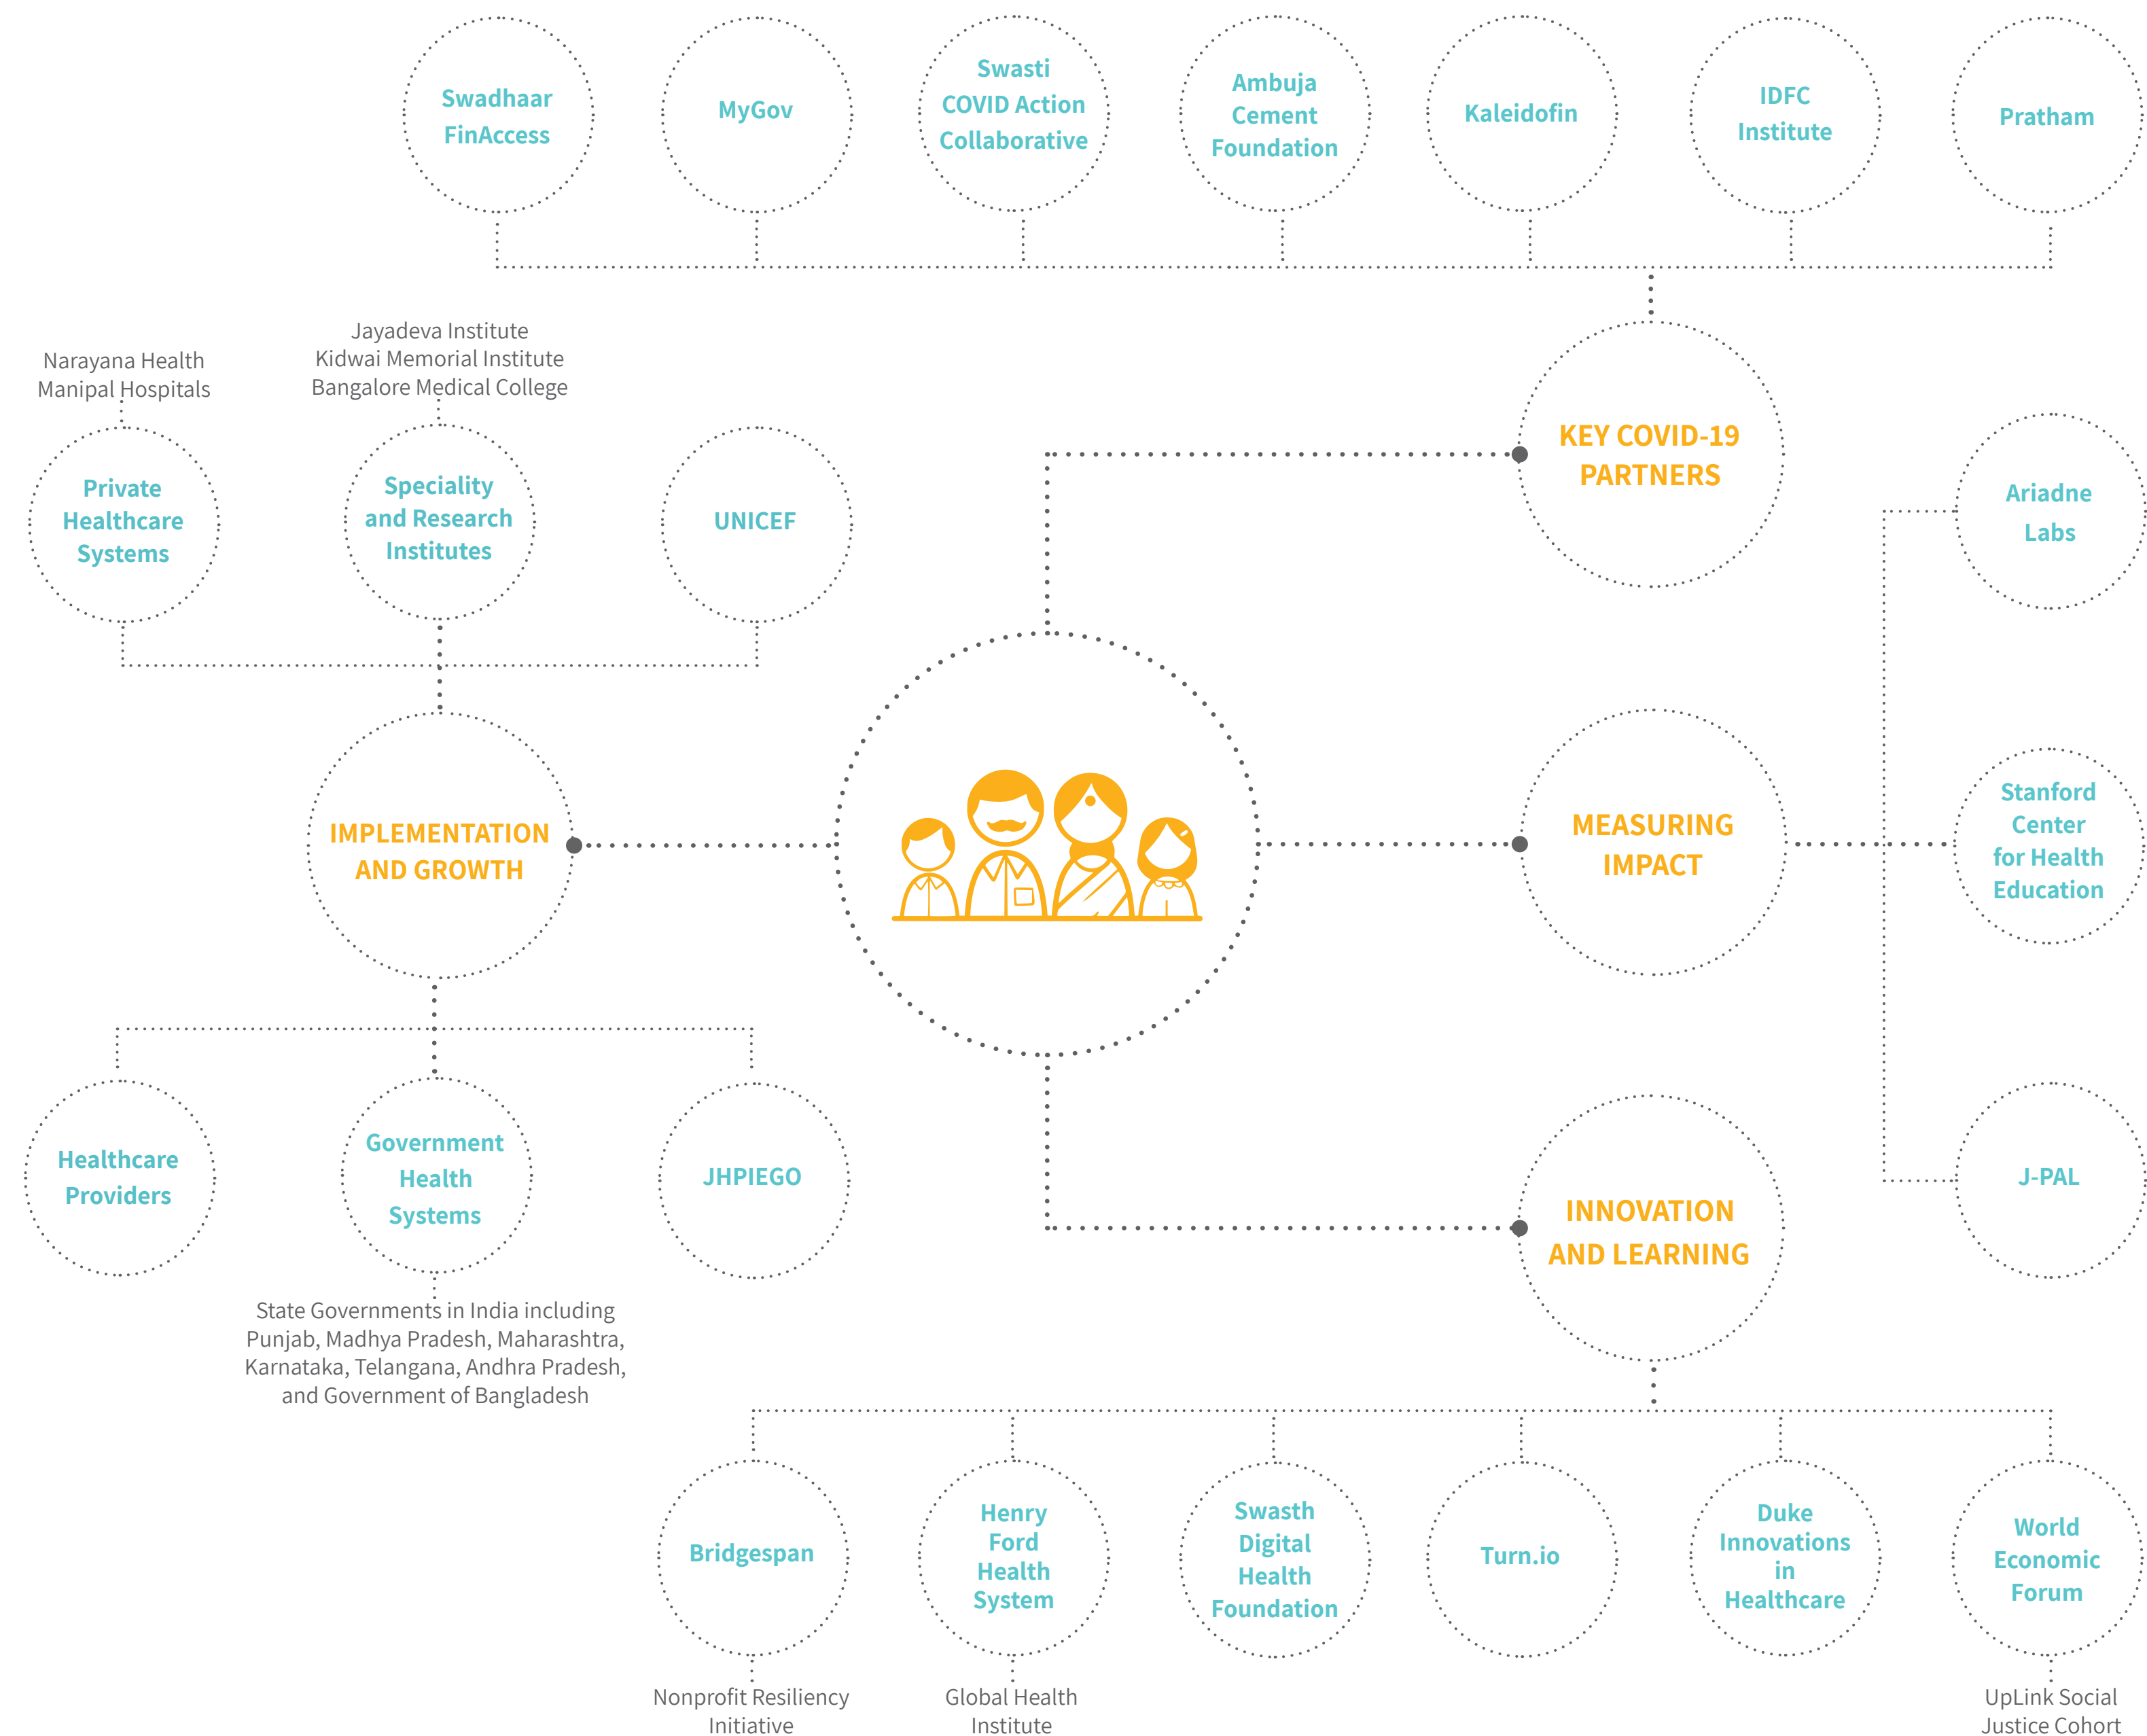 Swadhaar
FinAccess
MyGov
Swasti
COVID Action
Collaborative
Ambuja
Cement
Foundation
Kaleidofin
IDFC
Institute
Pratham
Narayana Health
Manipal Hospitals
Jayadeva Institute
Kidwai Memorial Institute
Bangalore Medical College
Private
Healthcare
Systems
Speciality
and Research
Institutes
UNICEF
KEY COVID-19
PARTNERS
Ariadne
Labs
IMPLEMENTATION
AND GROWTH
MEASURING
IMPACT
Stanford
Center
for Health
Education
Healthcare
Providers
Government
Health
Systems
JHPIEGO
INNOVATION
AND LEARNING
J-PAL
State Governments in India including
Punjab, Madhya Pradesh, Maharashtra,
Karnataka, Telangana, Andhra Pradesh,
and Government of Bangladesh
Bridgespan
Henry
Ford
Health
System
Swasth
Digital
Health
Foundation
Turn.io
Duke
Innovations
in
Healthcare
World
Economic
Forum
Nonprofit Resiliency
Initiative
Global Health
Institute
UpLink Social
Justice Cohort